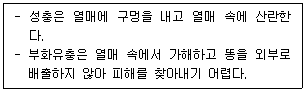 - 성충은 열매에 구멍을 내고 열매 속에 산란한
다.
- 부화유충은 열매 속에서 가해하고 똥을 외부로
배출하지 않아 피해를 찾아내기 어렵다.